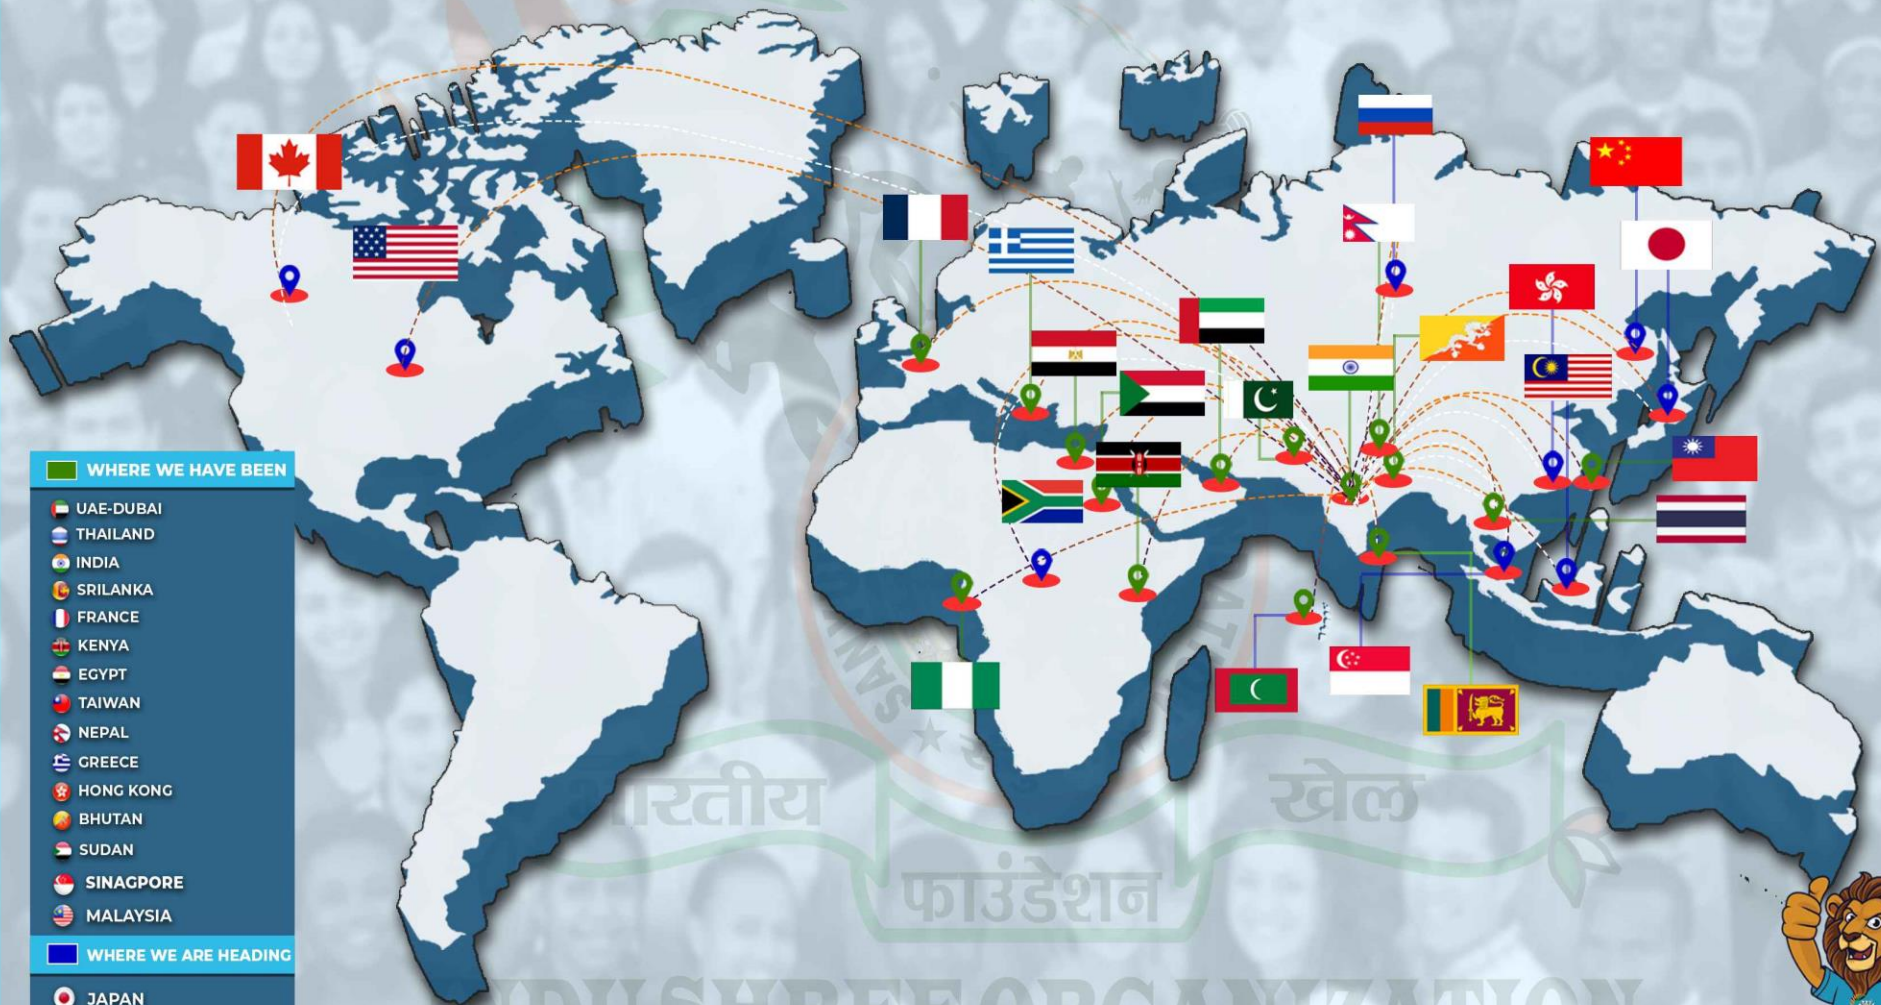 WHERE WE HAVE BEEN
UAE-DUBAI
THAILAND
INDIA
SRILANKA
FRANCE
KENYA
EGYPT
TAIWAN
NEPAL
GREECE
HONG KONG
BHUTAN
SUDAN
SINAGPORE
MALAYSIA
WHERE WE ARE HEADING
JAPAN
भारतीय
खेल
फाउंडेशन
ORGANIZATION